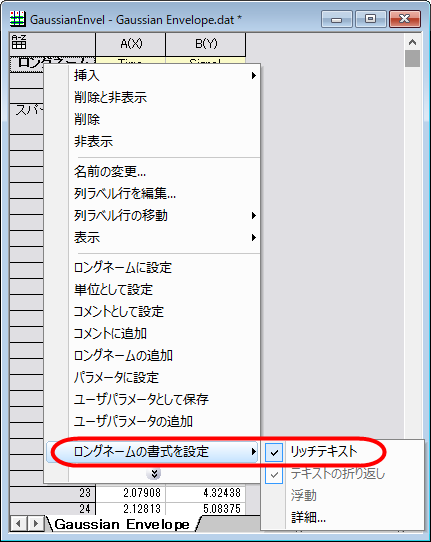 GaussianEnvel - Gaussian Envelope.dat *
A(X) B(Y)
ロングネーム Time Signal
スパー
挿入
削除と非表示
削除
非表示
名前の変更...
列ラベル行を編集...
列ラベル行の移動
表示
ロングネームに設定
単位として設定
コメントとして設定
コメントに追加
ロングネームの追加
パラメータに設定
ユーザパラメータとして保存
ユーザパラメータの追加
ロングネームの書式を設定 リッチテキスト
テキストの折り返し
浮動
詳細...
23 2.07908 4.32438
24 2.12813 5.08375
Gaussian Envelope